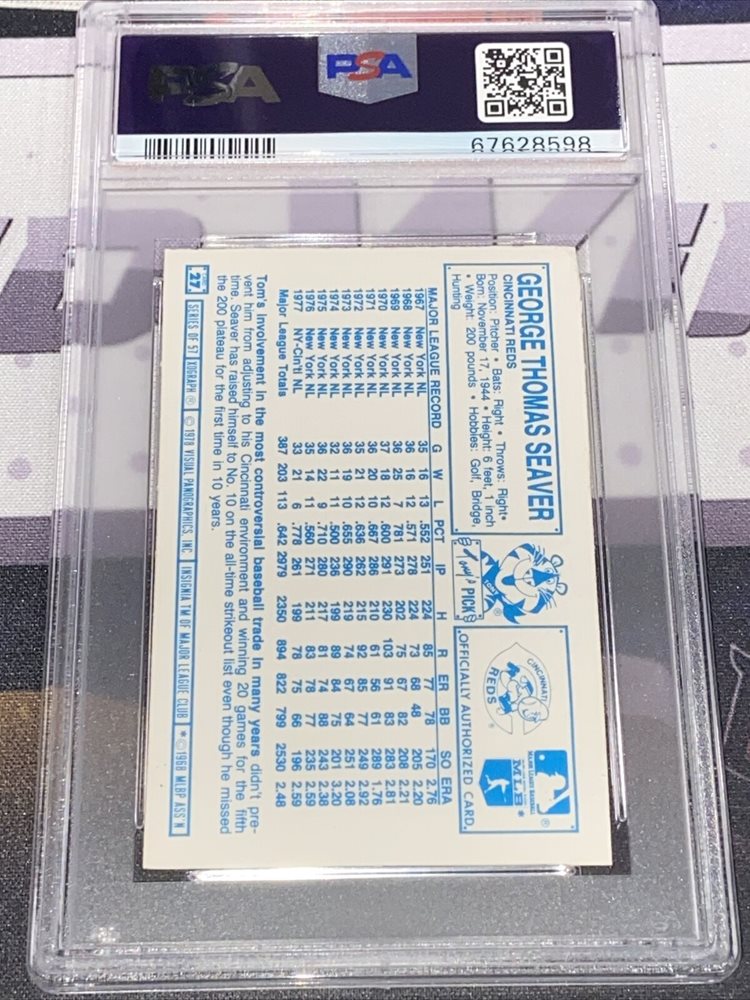 PSA
PSA
67628598
GEORGE THOMAS SEAVER
CINCINNATI REDS
Position: Pitcher • Bats: Right • Throws: Right•
Born: November 17, 1944 • Height: 6 feet, 1 inch
• Weight: 200 pounds • Hobbies: Golf, Bridge,
Hunting
Tony's PICKS
®
CINCINNATI
REDS
MAJOR LEAGUE BASEBALL ®
MLB*
OFFICIALLY AUTHORIZED CARD
MAJOR LEAGUE RECORD G W L PCT IP H R ER BB SO ERA
1967 New York NL 35 16 13 .552 251 224 85 77 78 170 2.76
1968 New York NL 36 16 12 .571 278 224 73 68 48 205 2.20
1969 New York NL 36 25 7 .781 273 202 75 67 82 208 2.21
1970 New York NL 37 18 12 .600 291 230 103 91 83 283 2.81
1971 New York NL 36 20 10 .667 286 210 61 56 61 289 1.76
1972 New York NL 35 21 12 .636 262 215 92 85 77 249 2.92
1973 New York NL 36 19 10 .655 290 219 74 67 64 251 2.08
1974 New York NL 32 11 11 .500 236 199 89 84 75 201 3.20
1975 New York NL 36 22 9 .710 280 217 81 74 88 243 2.38
1976 New York NL 35 14 11 .560 271 211 83 78 77 235 2.59
1977 NY-Cin'ti NL 33 21 6 .778 261 199 78 75 66 196 2.59
Major League Totals 387 203 113 .642 2979 2350 894 822 799 2530 2.48
Tom's involvement in the most controversial baseball trade in many years didn't pre-
vent him from adjusting to his Cincinnati environment and winning 20 games for the fifth
time. Seaver has raised himself to No. 10 on the all-time strikeout list even though he missed
the 200 plateau for the first time in 10 years.
27 SERIES OF 57 XOGRAPH ® © 1978 VISUAL PANOGRAPHICS, INC. INSIGNIA TM OF MAJOR LEAGUE CLUB *©1968 MLBP ASS'N